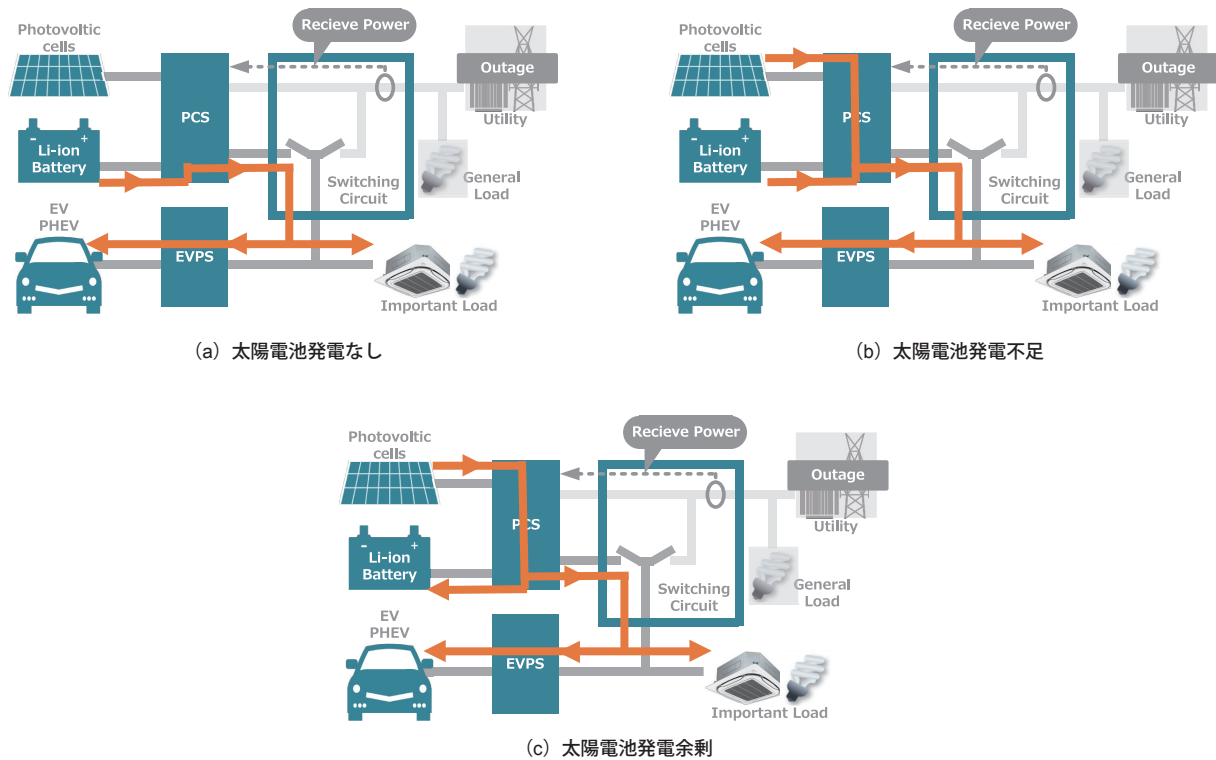 Recieve Power
Photovoltic
cells
PCS
Outage
Utility
- +
Li-ion
Battery
General
Load
Switching
Circuit
EV
PHEV
EVPS
Important Load
(a) 太陽電池発電なし
Recieve Power
Photovoltic
cells
PCS
Outage
Utility
- +
Li-ion
Battery
General
Load
Switching
Circuit
EV
PHEV
EVPS
Important Load
(b) 太陽電池発電不足
Recieve Power
Photovoltic
cells
PCS
Outage
Utility
- +
Li-ion
Battery
General
Load
Switching
Circuit
EV
PHEV
EVPS
Important Load
(c) 太陽電池発電余剰